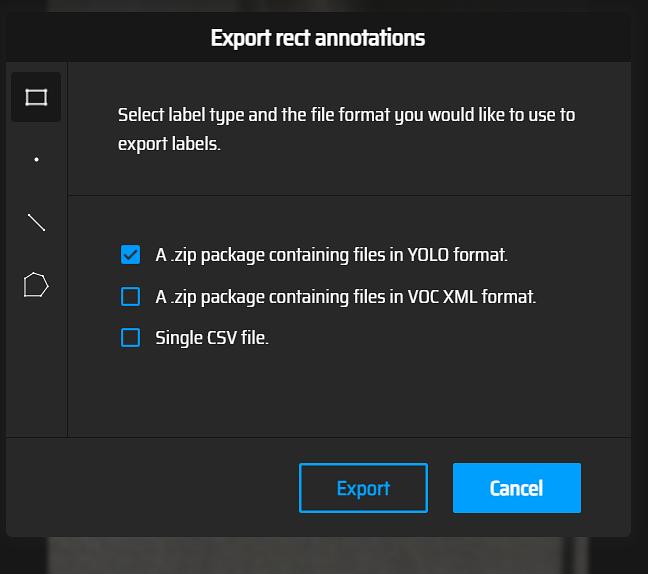 Export rect annotations
Select label type and the file format you would like to use to
export labels.
A .zip package containing files in YOLO format.
A .zip package containing files in VOC XML format.
Single CSV file.
Export
Cancel